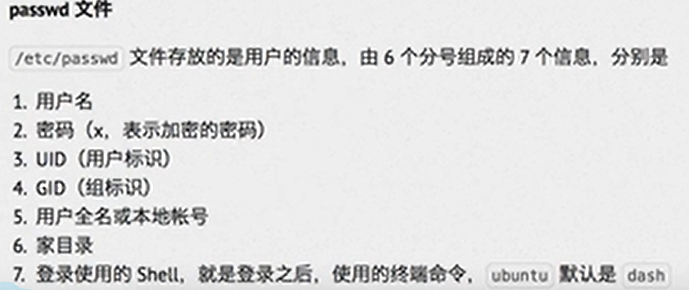 passwd 文件
/etc/passwd 文件存放的是用户的信息，由 6 个分号组成的 7 个信息，分别是
1. 用户名
2. 密码（x，表示加密的密码）
3. UID（用户标识）
4. GID（组标识）
5. 用户全名或本地帐号
6. 家目录
7. 登录使用的 Shell，就是登录之后，使用的终端命令， ubuntu 默认是 dash